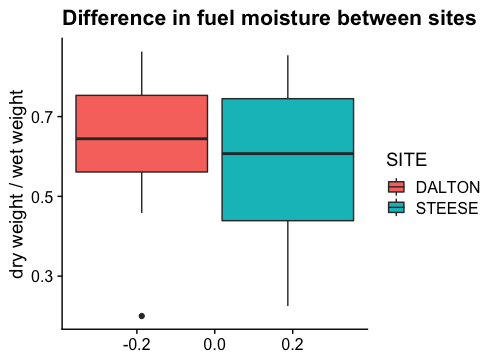 Difference in fuel moisture between sites
dry weight / wet weight
0.7
0.5
0.3
-0.2
0.0
0.2
SITE
DALTON
STEESE